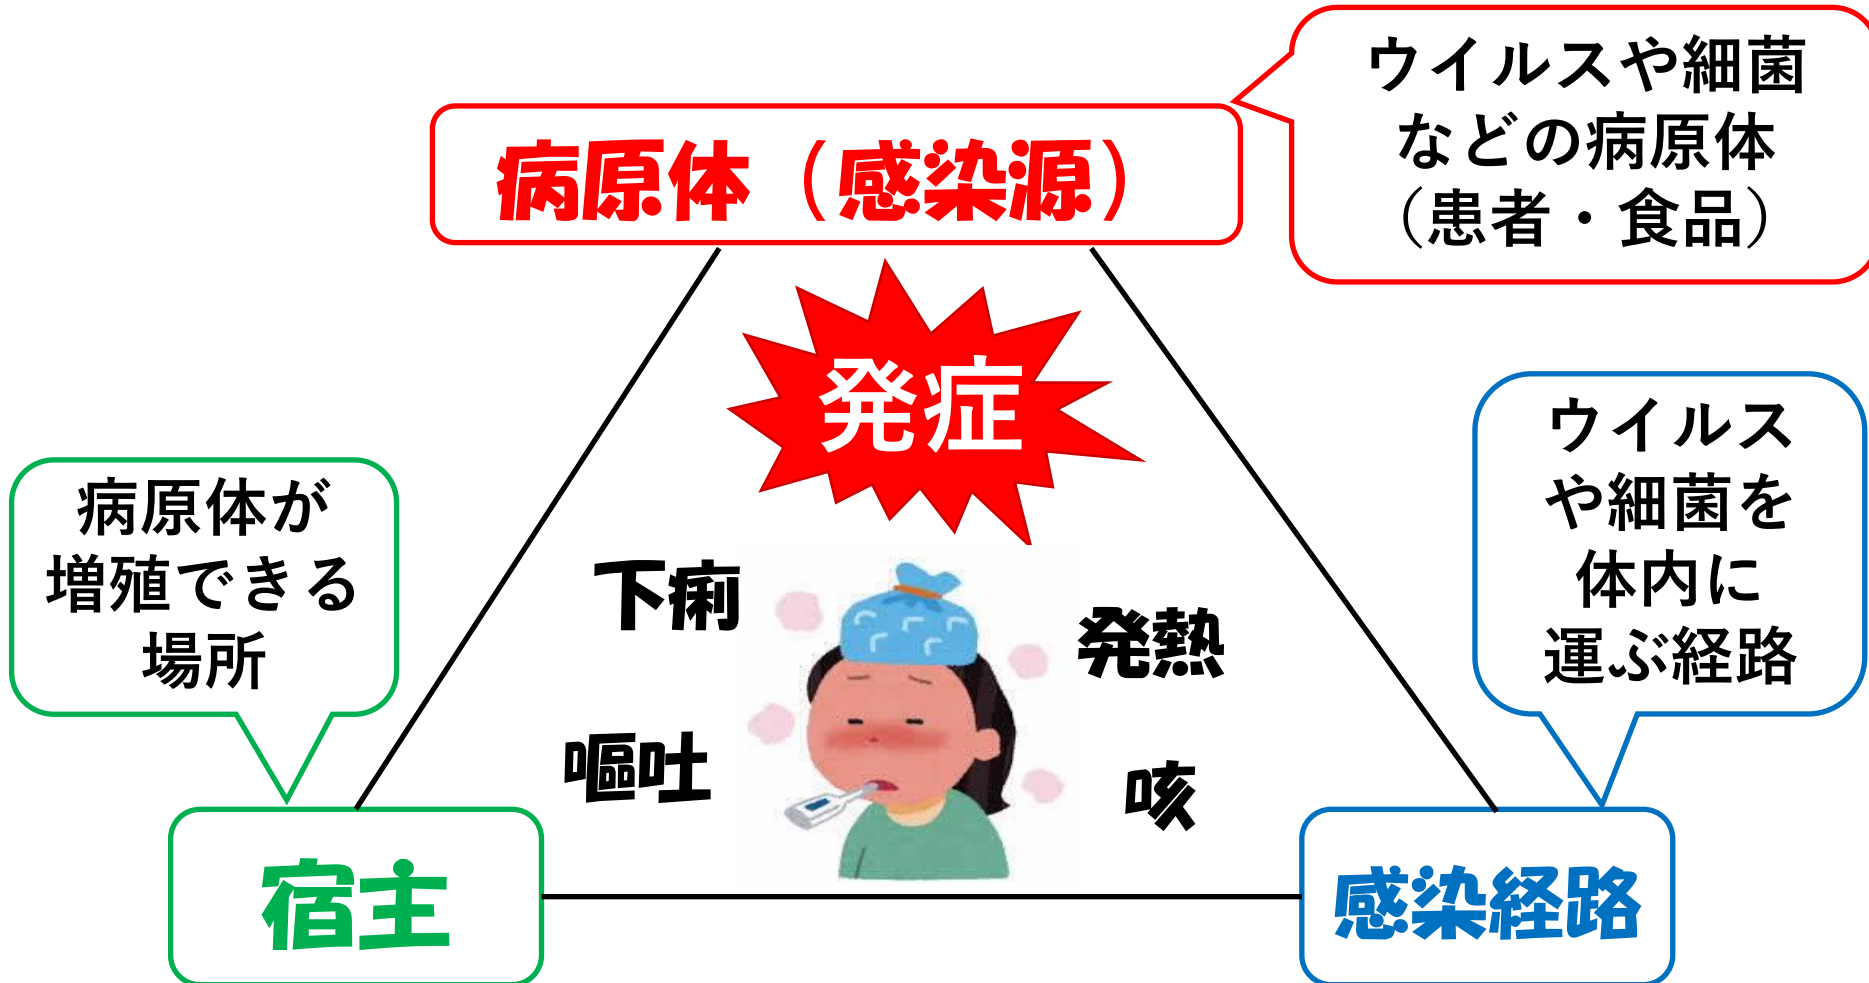 ウイルスや細菌
などの病原体
（患者・食品）
病原体（感染源）
発症
ウイルス
や細菌を
体内に
運ぶ経路
病原体が
増殖できる
場所
下痢
発熱
嘔吐
咳
宿主
感染経路